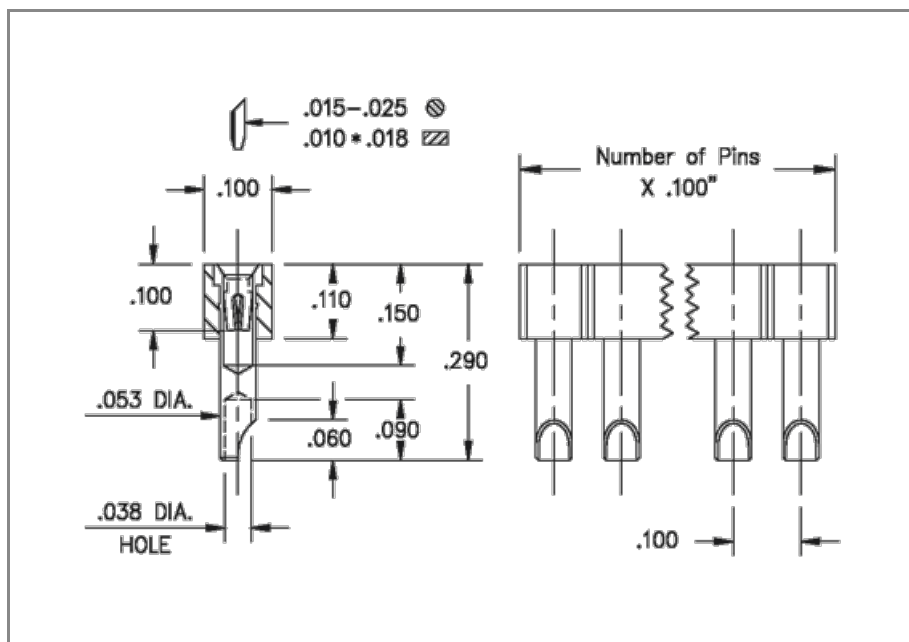 .015-.025
.010 * .018
Number of Pins
X .100"
.100
.100
.110
.150
.290
.053 DIA.
.060
.090
.038 DIA.
HOLE
.100